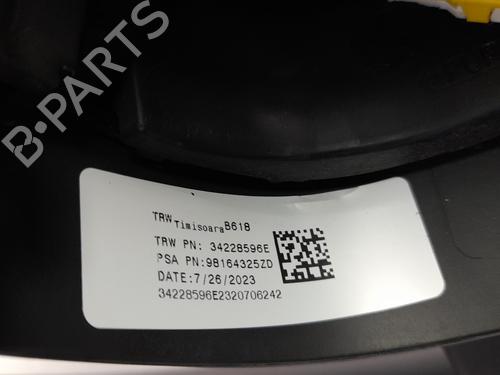 B-PARTS
TRW Timisoara B618
TRW PN: 34228596E
PSA PN:98164325ZD
DATE:7/26/2023
34228596E2320706242